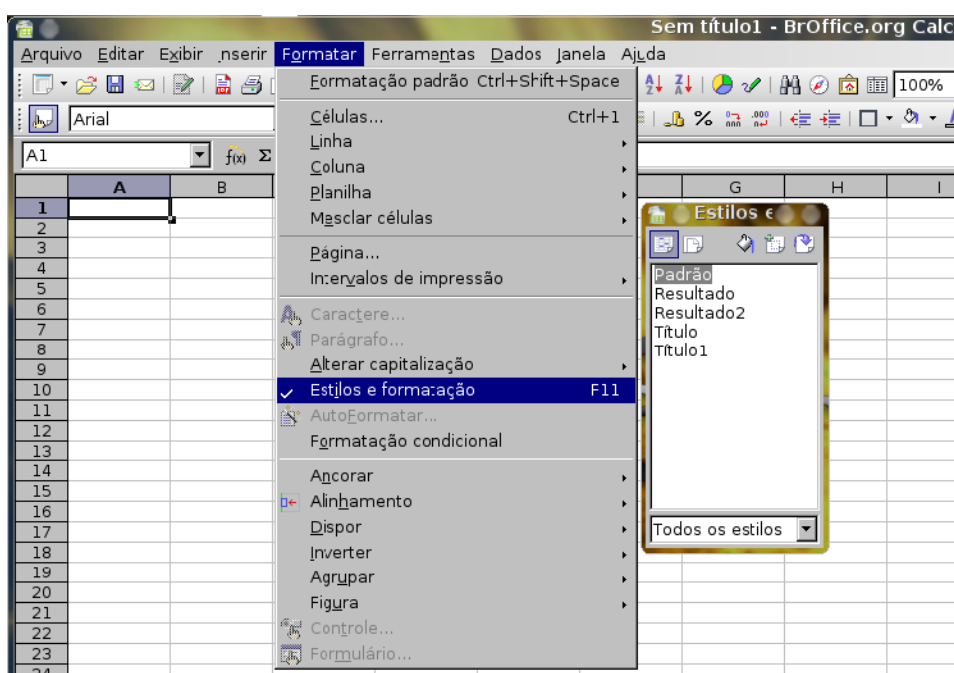 Sem título1 - BrOffice.org Calc
Arquivo Editar Exibir Inserir Formatar Ferramentas Dados Janela Ajuda
100%
Arial
A1 f(x) Σ
Formatação padrão Ctrl+Shift+Space
Células... Ctrl+1
Linha
Coluna
Planilha
Mesclar células
Página...
Intervalos de impressão
Caractere...
Parágrafo...
Alterar capitalização
Estilos e formatação F11
AutoFormatar...
Formatação condicional
Ancorar
Alinhamento
Dispor
Inverter
Agrupar
Figura
Controle...
Formulário...
A B G H I
1
2
3
4
5
6
7
8
9
10
11
12
13
14
15
16
17
18
19
20
21
22
23
24
Estilos e
Padrão
Resultado
Resultado2
Título
Título1
Todos os estilos